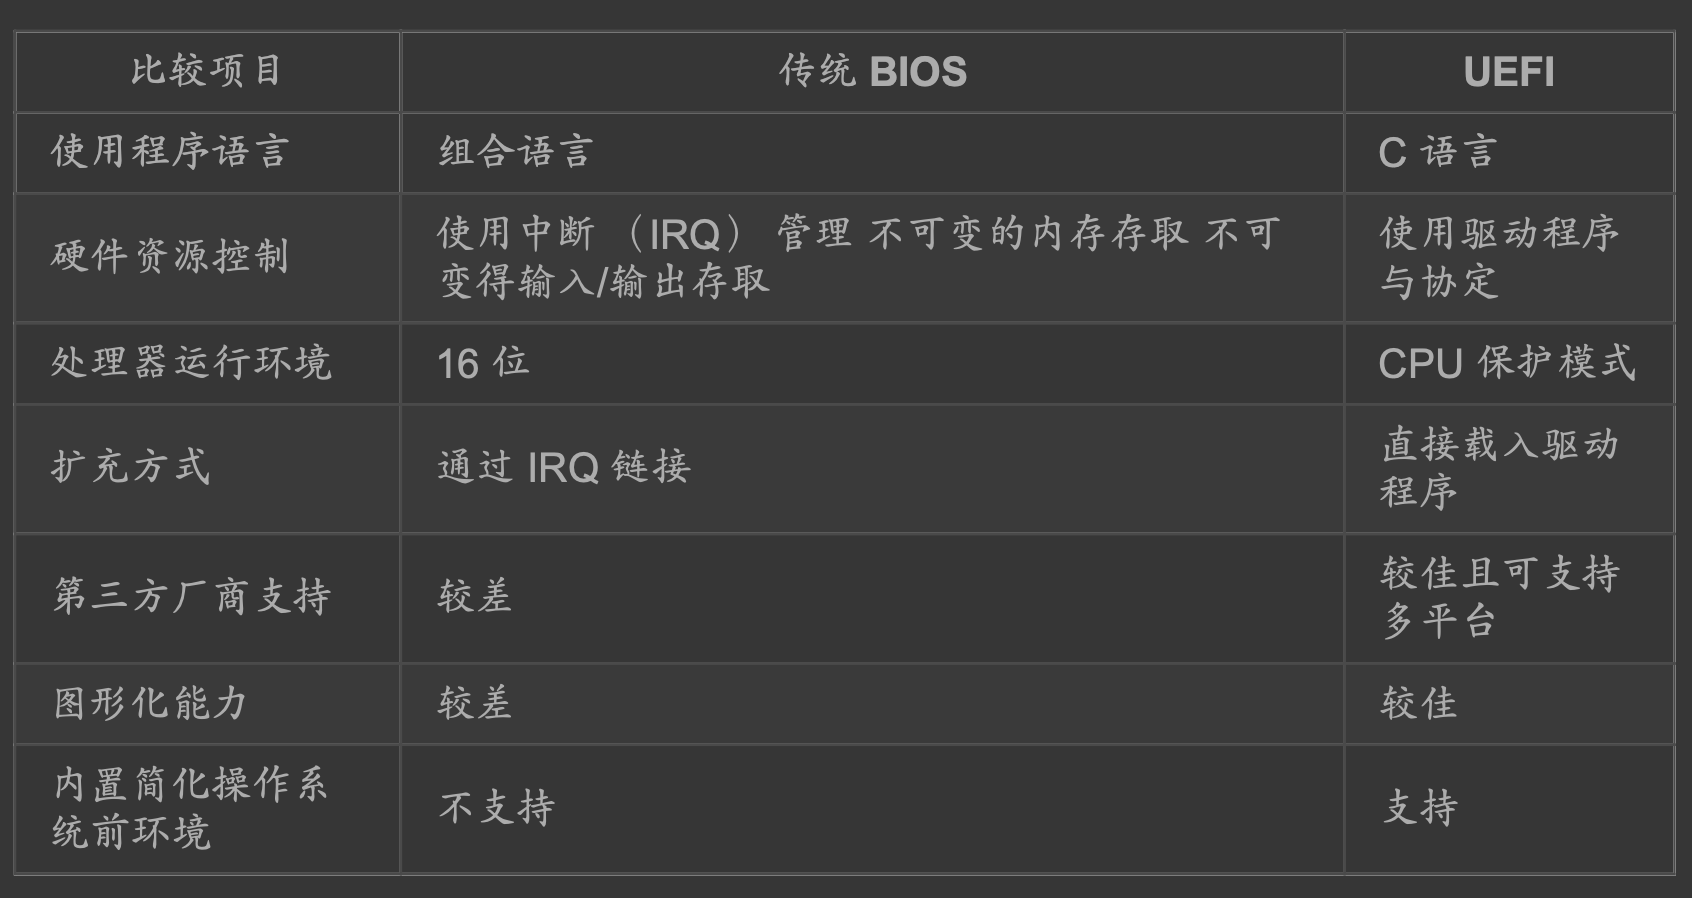 比较项目
传统 BIOS
UEFI
使用程序语言
组合语言
C 语言
硬件资源控制
使用中断 （IRQ） 管理 不可变的内存存取 不可
变得输入/输出存取
使用驱动程序
与协定
处理器运行环境
16 位
CPU 保护模式
扩充方式
通过 IRQ 链接
直接载入驱动
程序
第三方厂商支持
较差
较佳且可支持
多平台
图形化能力
较差
较佳
内置简化操作系
统前环境
不支持
支持